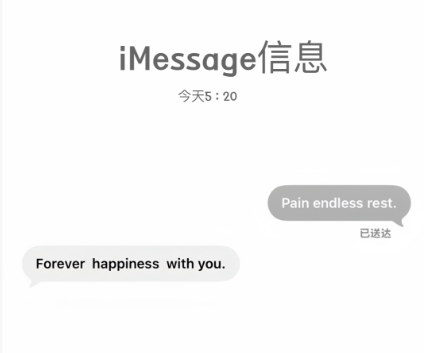 iMessage信息
今天5：20
Pain endless rest.
已送达
Forever happiness with you.